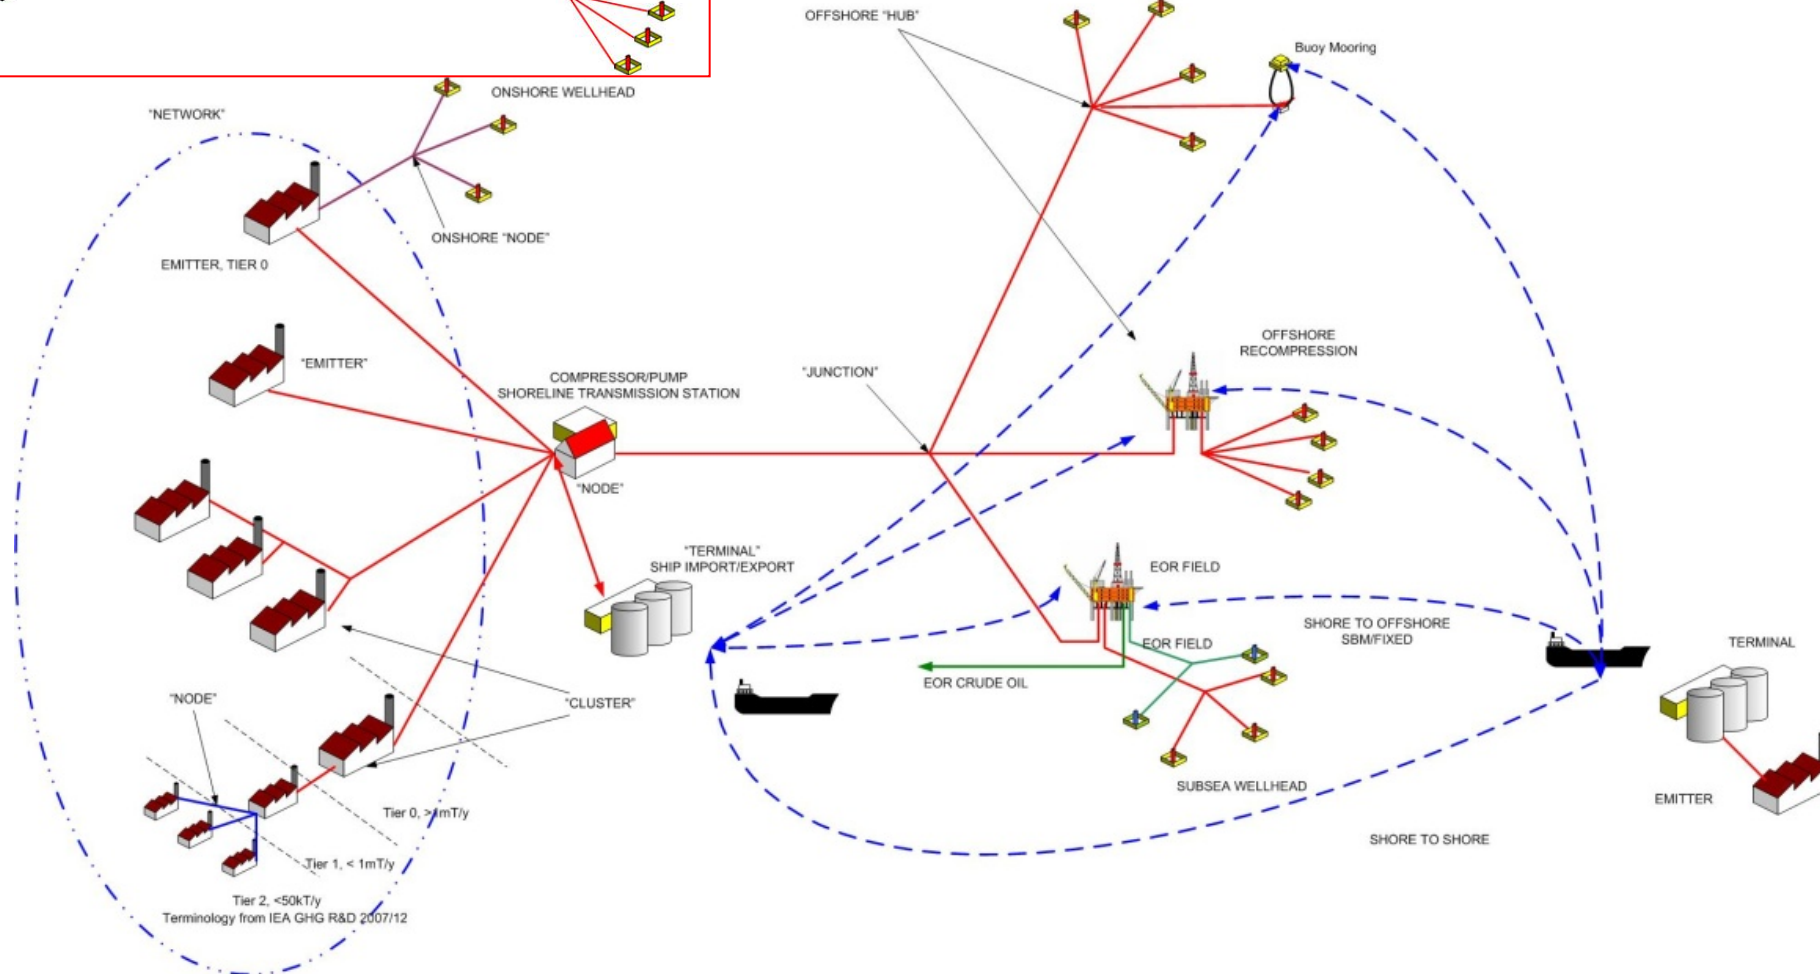 OFFSHORE "HUB"
Buoy Mooring
ONSHORE WELLHEAD
"NETWORK"
ONSHORE "NODE"
EMITTER, TIER 0
OFFSHORE
RECOMPRESSION
"EMITTER"
"JUNCTION"
COMPRESSOR/PUMP
SHORELINE TRANSMISSION STATION
"NODE"
"TERMINAL"
SHIP IMPORT/EXPORT
EOR FIELD
SHORE TO OFFSHORE
SBM/FIXED
EOR FIELD
TERMINAL
EOR CRUDE OIL
"NODE"
"CLUSTER"
SUBSEA WELLHEAD
EMITTER
Tier 0, >1mT/y
SHORE TO SHORE
Tier 1, < 1mT/y
Tier 2, <50kT/y
Terminology from IEA GHG R&D 2007/12